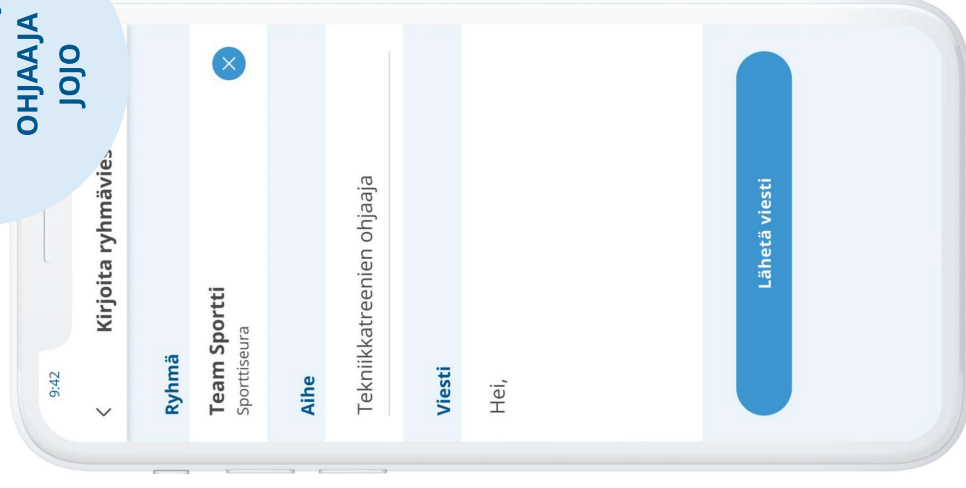 OHJAAJA
JOJO
9:42
Kirjoita ryhmävies
Ryhmä
Team Sportti
Sporttiseura
Aihe
Tekniikkatreenien ohjaaja
Viesti
Hei,
Lähetä viesti